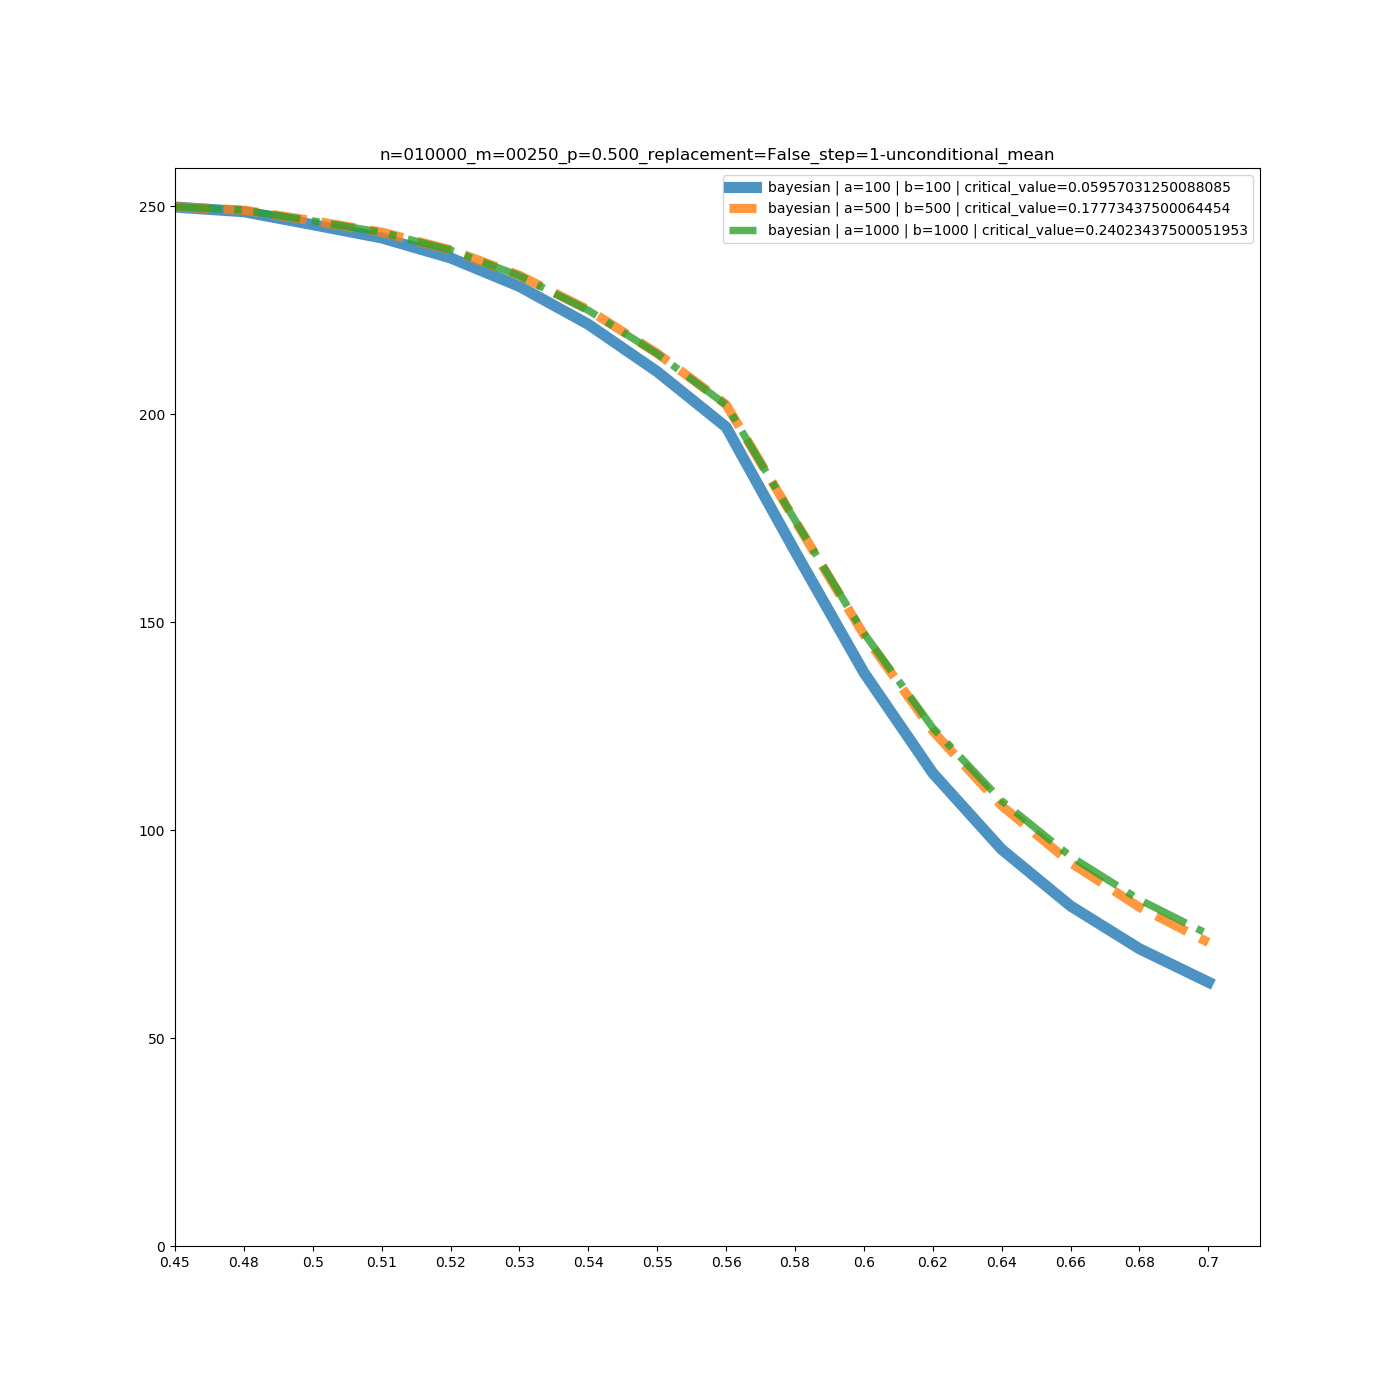 n=010000_m=00250_p=0.500_replacement=False_step=1-unconditional_mean
bayesian | a=100 | b=100 | critical_value=0.05957031250088085
bayesian | a=500 | b=500 | critical_value=0.17773437500064454
bayesian | a=1000 | b=1000 | critical_value=0.24023437500051953
250
200
150
100
50
0
0.45 0.48 0.5 0.51 0.52 0.53 0.54 0.55 0.56 0.58 0.6 0.62 0.64 0.66 0.68 0.7